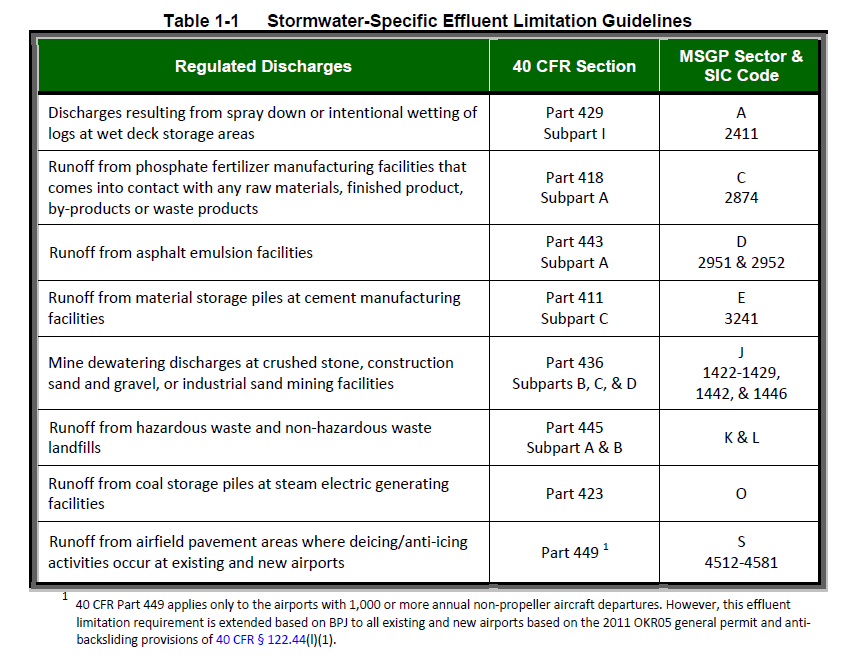 Table 1-1 Stormwater-Specific Effluent Limitation Guidelines
Regulated Discharges
40 CFR Section
MSGP Sector &
SIC Code
Discharges resulting from spray down or intentional wetting of
logs at wet deck storage areas
Part 429
Subpart I
A
2411
Runoff from phosphate fertilizer manufacturing facilities that
comes into contact with any raw materials, finished product,
by-products or waste products
Part 418
Subpart A
C
2874
Runoff from asphalt emulsion facilities
Part 443
Subpart A
D
2951 & 2952
Runoff from material storage piles at cement manufacturing
facilities
Part 411
Subpart C
E
3241
Mine dewatering discharges at crushed stone, construction
sand and gravel, or industrial sand mining facilities
Part 436
Subparts B, C, & D
J
1422-1429,
1442, & 1446
Runoff from hazardous waste and non-hazardous waste
landfills
Part 445
Subpart A & B
K & L
Runoff from coal storage piles at steam electric generating
facilities
Part 423
O
Runoff from airfield pavement areas where deicing/anti-icing
activities occur at existing and new airports
Part 449 1
S
4512-4581
1 40 CFR Part 449 applies only to the airports with 1,000 or more annual non-propeller aircraft departures. However, this effluent
limitation requirement is extended based on BPJ to all existing and new airports based on the 2011 OKR05 general permit and anti-
backsliding provisions of 40 CFR § 122.44(l)(1).